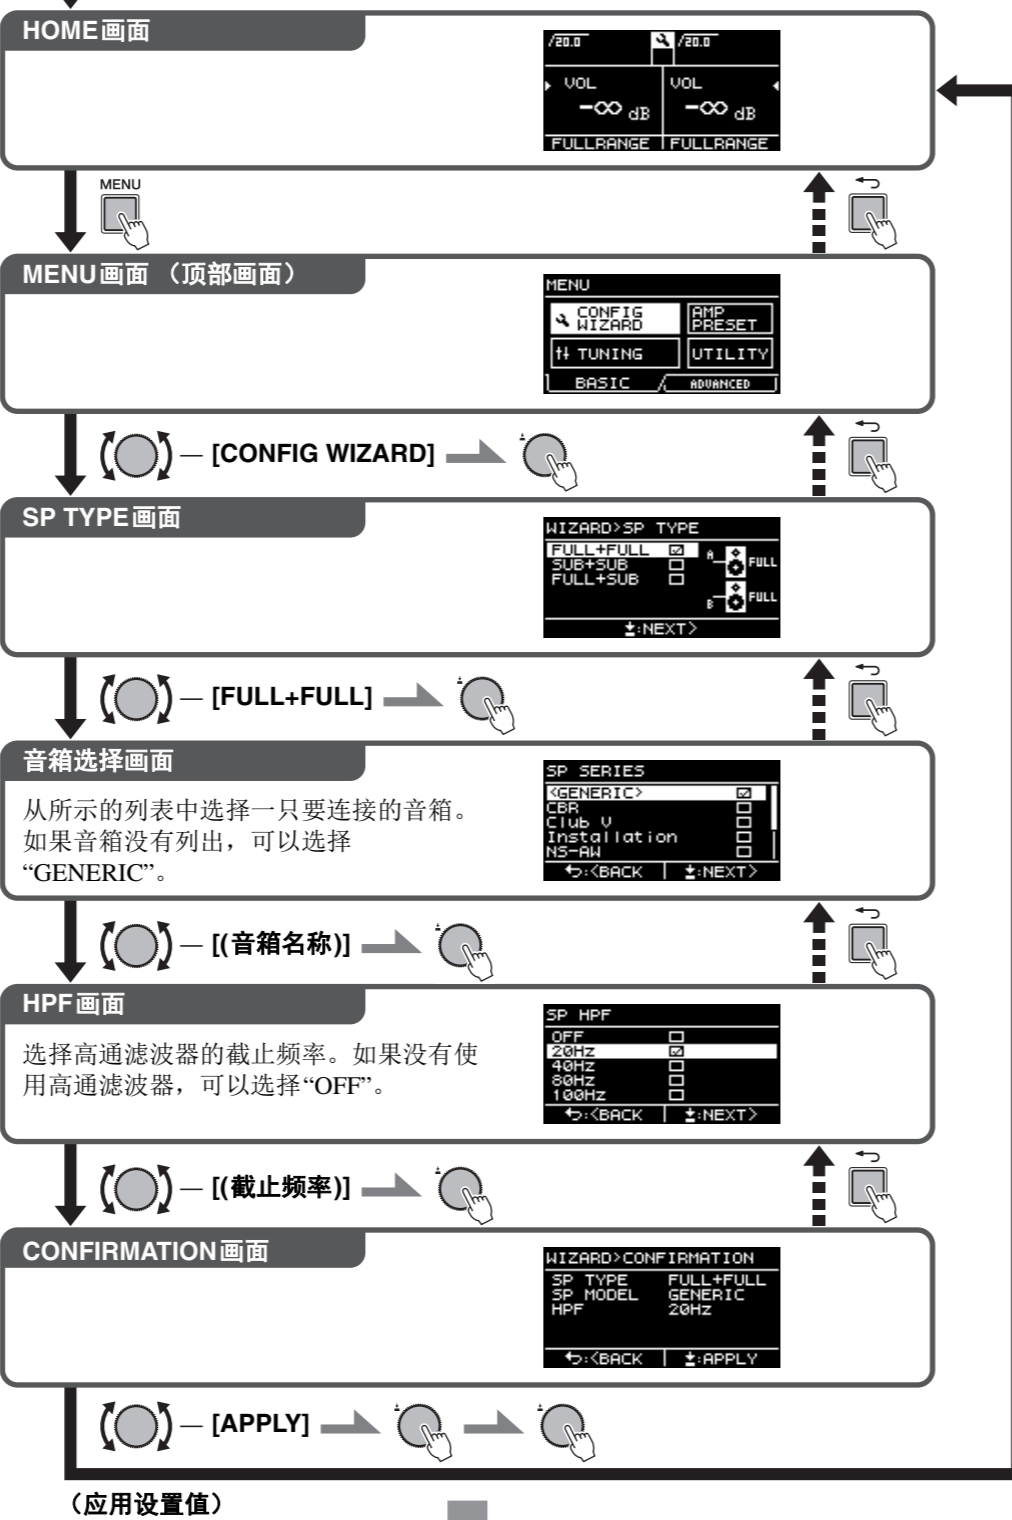 HOME画面
/20.0 /20.0
VOL VOL
-∞ dB -∞ dB
FULLRANGE FULLRANGE
MENU
MENU画面 （顶部画面）
MENU
CONFIG WIZARD
AMP PRESET
TUNING
UTILITY
BASIC ADVANCED
— [CONFIG WIZARD]
SP TYPE画面
WIZARD>SP TYPE
FULL+FULL
SUB+SUB
FULL+SUB
A FULL
B FULL
:NEXT>
— [FULL+FULL]
音箱选择画面
从所示的列表中选择一只要连接的音箱。
如果音箱没有列出，可以选择
“GENERIC”。
SP SERIES
<GENERIC>
CBR
Club V
Installation
NS-AW
:<BACK :NEXT>
— [(音箱名称)]
HPF画面
选择高通滤波器的截止频率。如果没有使
用高通滤波器，可以选择“OFF”。
SP HPF
OFF
20Hz
40Hz
80Hz
100Hz
:<BACK :NEXT>
— [(截止频率)]
CONFIRMATION画面
WIZARD>CONFIRMATION
SP TYPE FULL+FULL
SP MODEL GENERIC
HPF 20Hz
:<BACK :APPLY
— [APPLY]
（应用设置值）